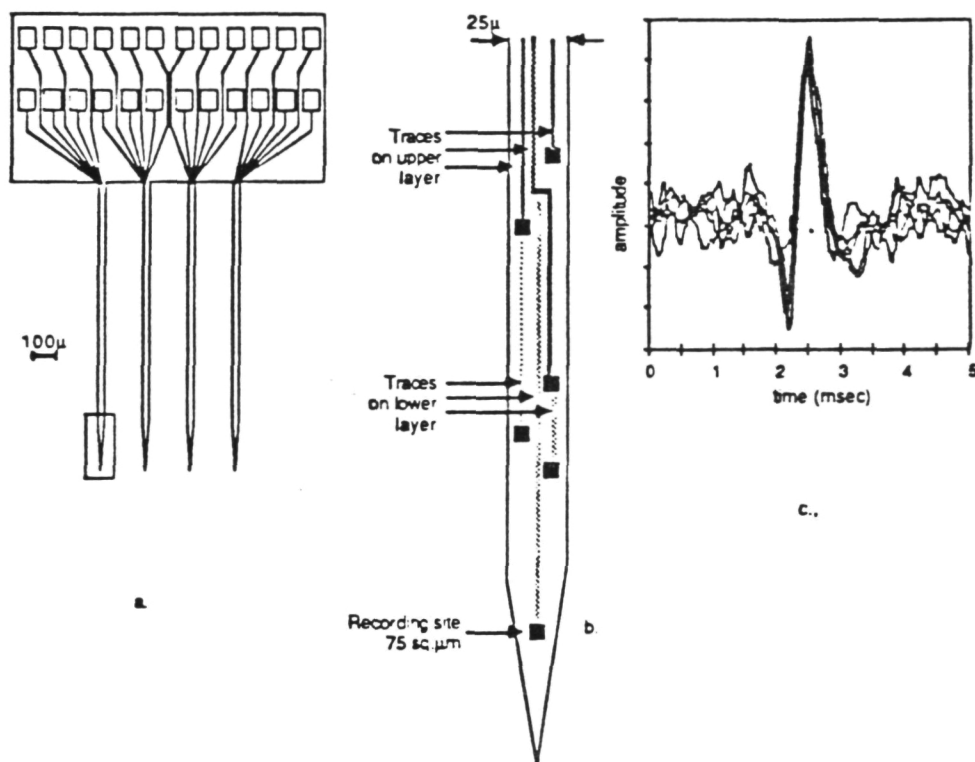 100μ
a.
25μ
Traces
on upper
layer
Traces
on lower
layer
Recording site
75 sq.μm
b.
amplitude
0 1 2 3 4 5
time (msec)
c.,